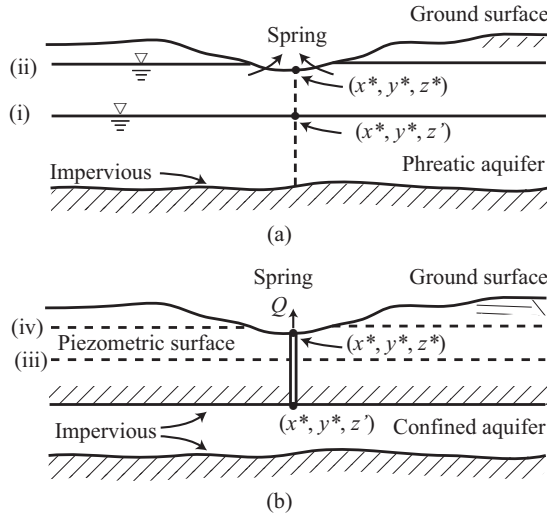 Ground surface
Spring
(ii)
(x*, y*, z*)
(i)
(x*, y*, z')
Impervious
Phreatic aquifer
(a)
Spring
Ground surface
Q
(iv)
Piezometric surface
(x*, y*, z*)
(iii)
(x*, y*, z')
Confined aquifer
Impervious
(b)